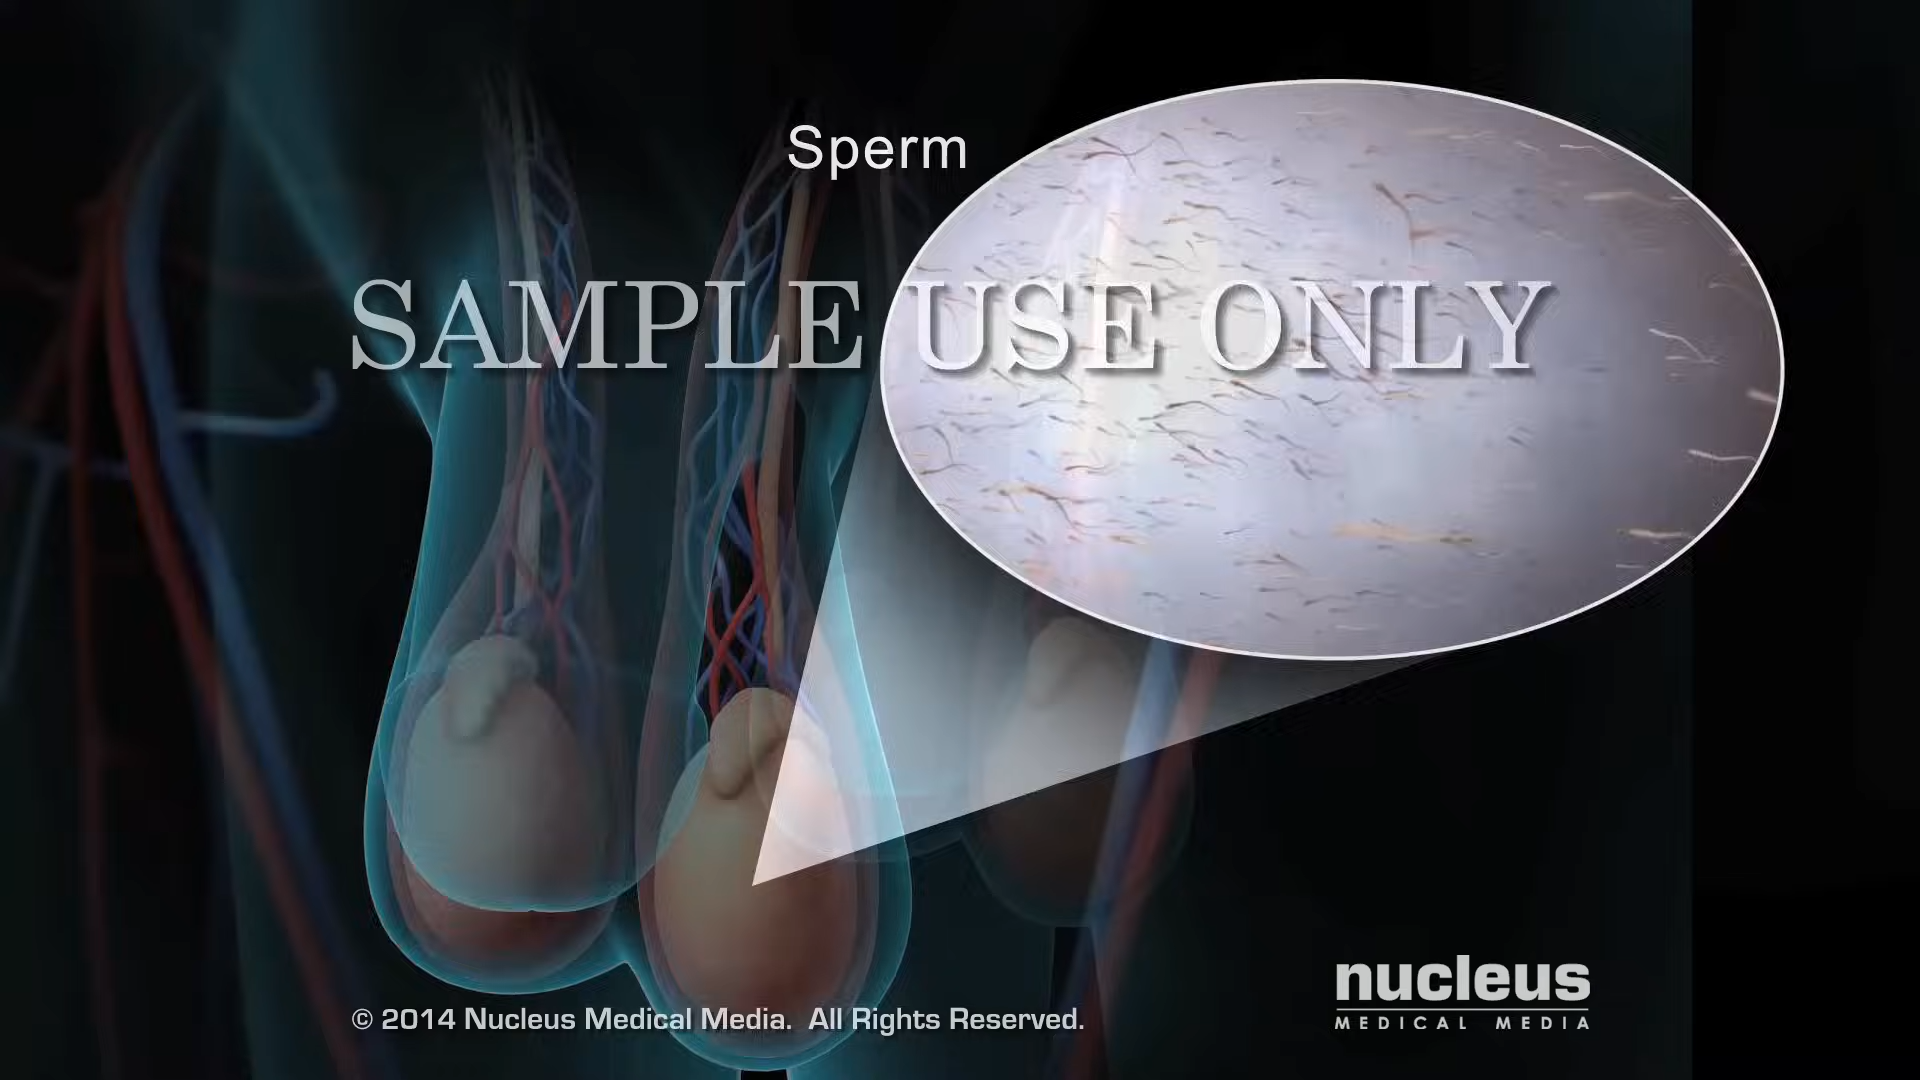 Sperm
SAMPLE USE ONLY
© 2014 Nucleus Medical Media.  All Rights Reserved.
nucleus
MEDICAL MEDIA